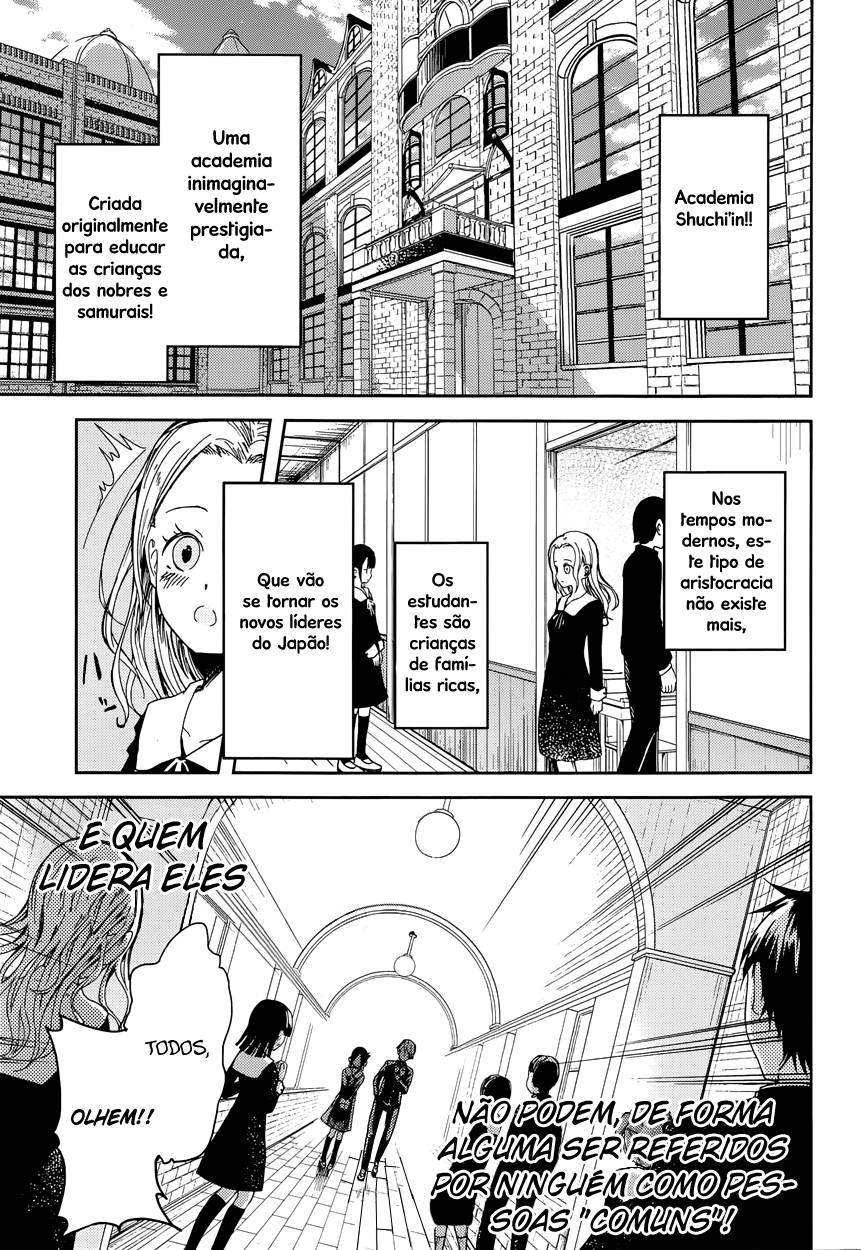 Academia
Shuchi'in!!
Uma
academia
inimagina-
velmente
prestigia-
da,
Criada
originalmente
para educar
as crianças
dos nobres e
samurais!
Nos
tempos mo-
dernos, es-
te tipo de
aristocracia
não existe
mais,
Os
estudan-
tes são
crianças
de famí-
lias ricas,
Que vão
se tornar os
novos líderes
do Japão!
E QUEM
LIDERA ELES
TODOS,
OLHEM!!
NÃO PODEM, DE FORMA
ALGUMA SER REFERIDOS
POR NINGUÉM COMO PES-
SOAS "COMUNS"!